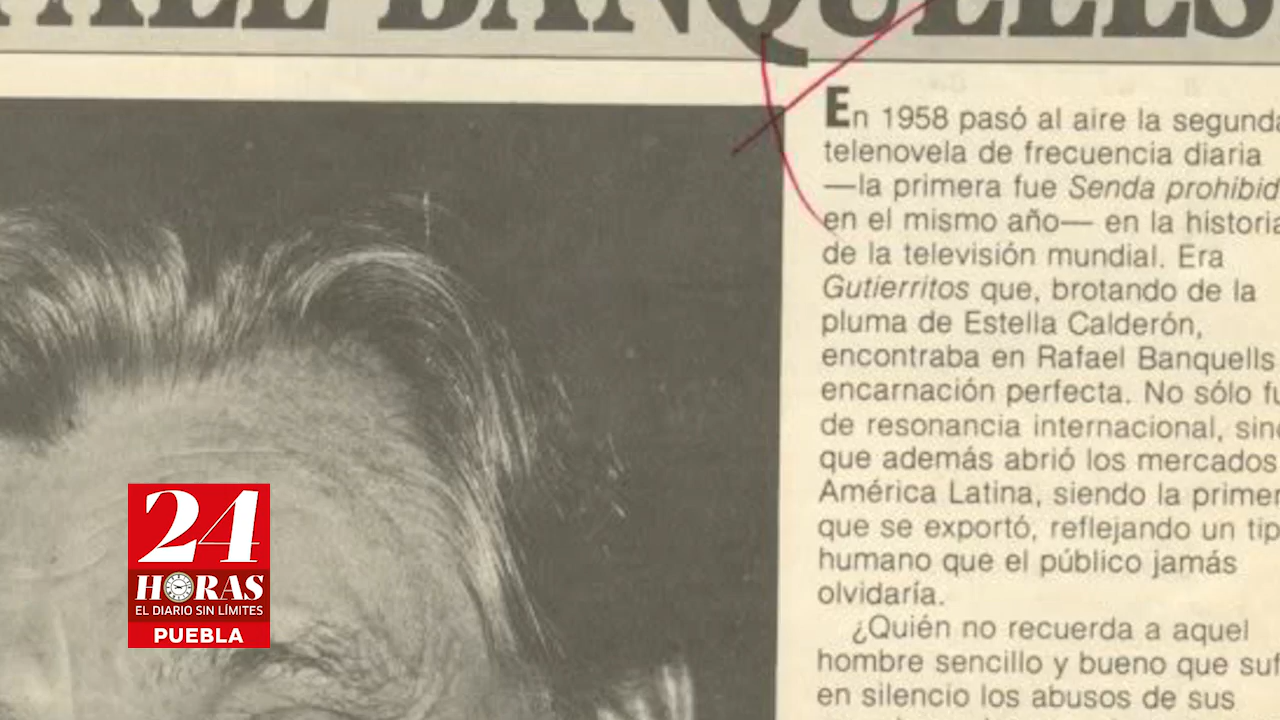 BANQUELLS
En 1958 pasó al aire la segunda
telenovela de frecuencia diaria
—la primera fue Senda prohibid
en el mismo año— en la historia
de la televisión mundial. Era
Gutierritos que, brotando de la
pluma de Estella Calderón,
encontraba en Rafael Banquells
encarnación perfecta. No sólo fu
de resonancia internacional, sino
que además abrió los mercados
América Latina, siendo la primer
que se exportó, reflejando un tip
humano que el público jamás
olvidaría.
¿Quién no recuerda a aquel
hombre sencillo y bueno que suf
en silencio los abusos de sus
24
HORAS
EL DIARIO SIN LÍMITES
PUEBLA